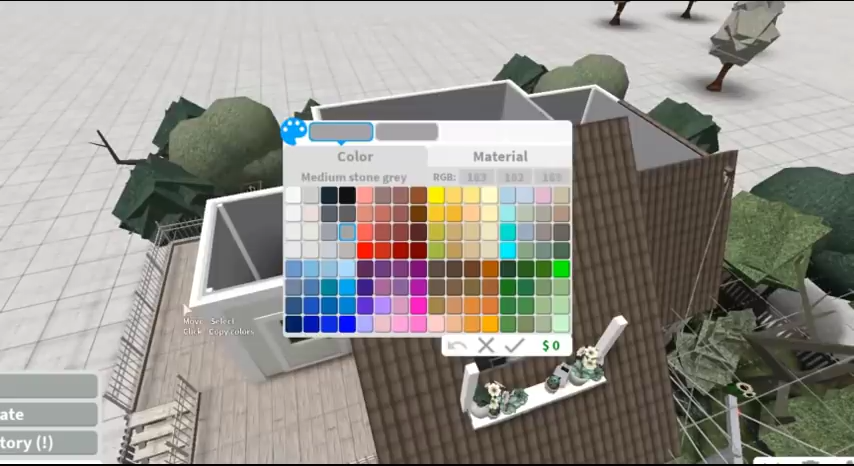 Color
Material
Medium stone grey
RGB: 163 162 165
Move Select
Click Copy colors
$ 0
ate
tory (!)